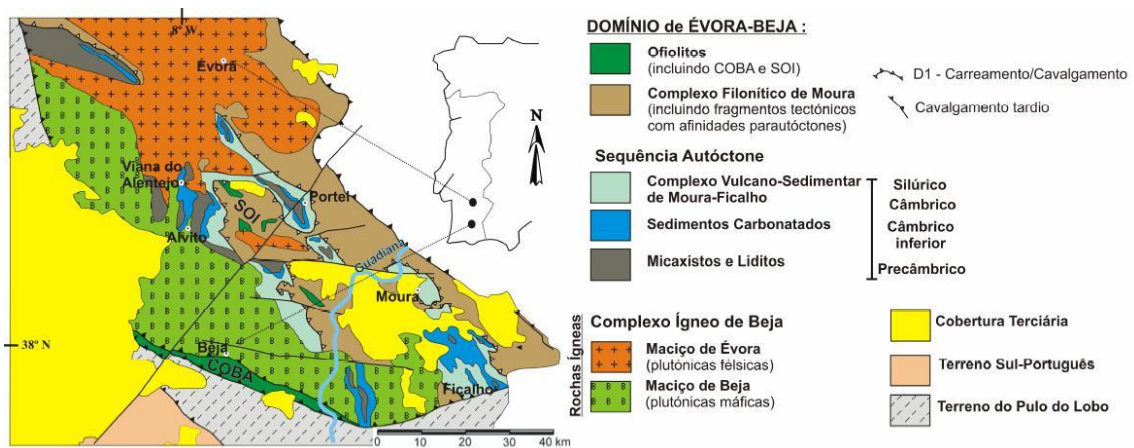 8º W
Évora
Viana do
Alentejo
Portel
SOI
Alvito
Guadiana
Moura
38º N
Beja
COBA
Ficalho
0 10 20 30 40 km
N
DOMÍNIO de ÉVORA-BEJA :
Ofiolitos
(incluindo COBA e SOI)
Complexo Filonítico de Moura
(incluindo fragmentos tectónicos
com afinidades parautóctones)
D1 - Carreamento/Cavalgamento
Cavalgamento tardio
Sequência Autóctone
Complexo Vulcano-Sedimentar
de Moura-Ficalho
Sedimentos Carbonatados
Micaxistos e Liditos
Silúrico
Câmbrico
Câmbrico
inferior
Precâmbrico
Rochas Ígneas
Complexo Ígneo de Beja
Maciço de Évora
(plutónicas félsicas)
Maciço de Beja
(plutónicas máficas)
Cobertura Terciária
Terreno Sul-Português
Terreno do Pulo do Lobo